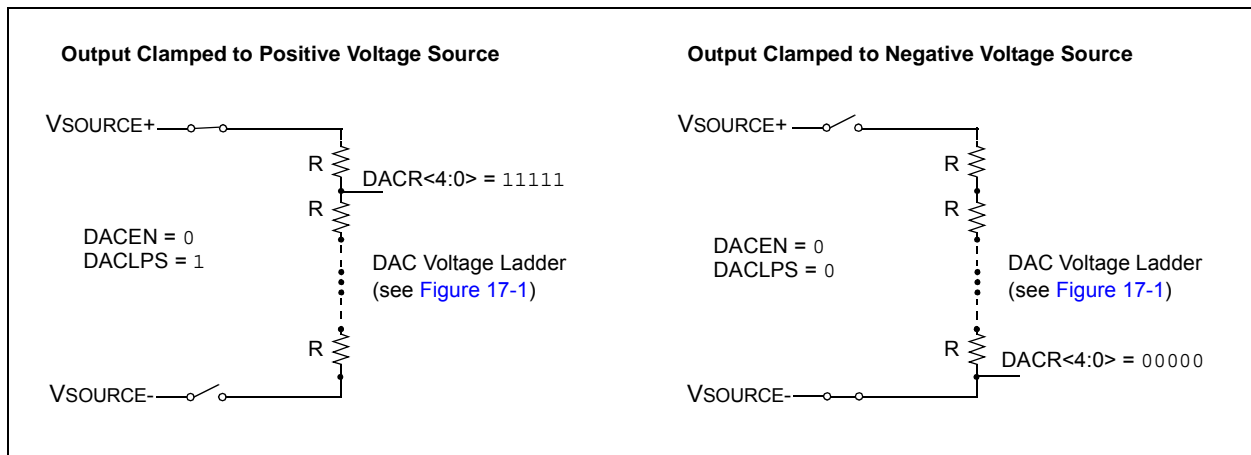 Output Clamped to Positive Voltage Source
VSOURCE+
R
DACR<4:0> = 11111
R
DACEN = 0
DACLPS = 1
DAC Voltage Ladder
(see Figure 17-1)
R
VSOURCE-
Output Clamped to Negative Voltage Source
VSOURCE+
R
R
DACEN = 0
DACLPS = 0
DAC Voltage Ladder
(see Figure 17-1)
R
DACR<4:0> = 00000
VSOURCE-